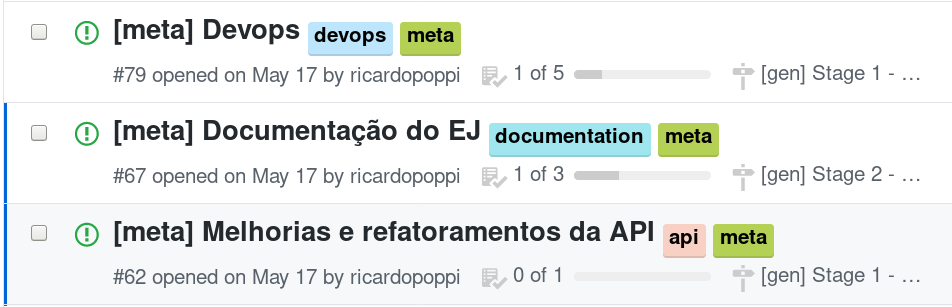 [meta] Devops devops meta
#79 opened on May 17 by ricardopoppi 1 of 5 [gen] Stage 1 - …
[meta] Documentação do EJ documentation meta
#67 opened on May 17 by ricardopoppi 1 of 3 [gen] Stage 2 - …
[meta] Melhorias e refatoramentos da API api meta
#62 opened on May 17 by ricardopoppi 0 of 1 [gen] Stage 1 - …